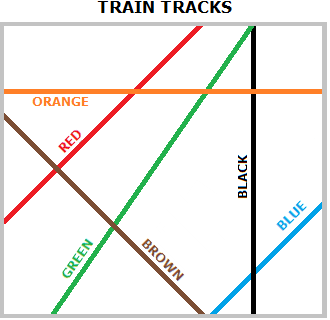 TRAIN TRACKS
ORANGE
RED
BLACK
BLUE
GREEN
BROWN